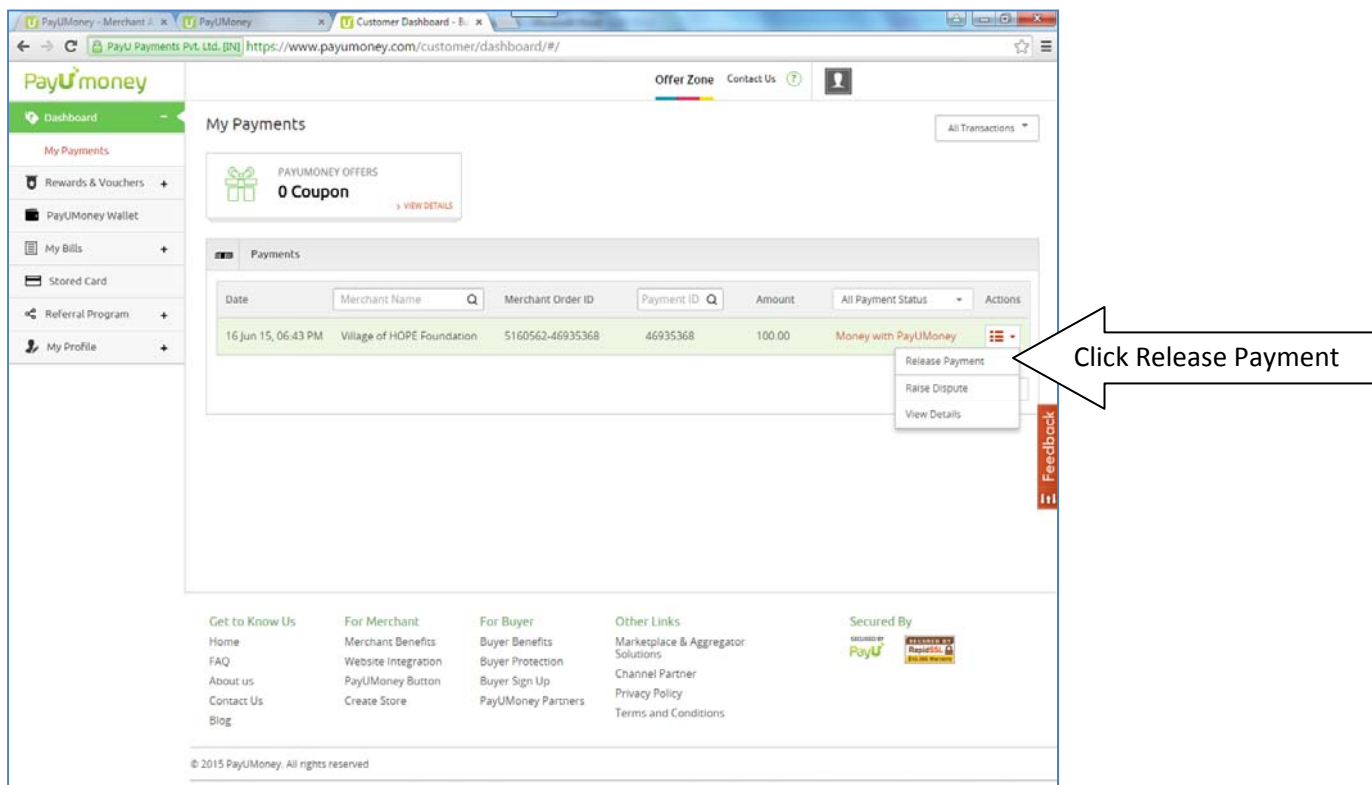 PayUMoney - Merchant A
PayUMoney
Customer Dashboard - Bu
PayU Payments Pvt. Ltd. [IN] https://www.payumoney.com/customer/dashboard/#/
PayUmoney
Offer Zone Contact Us ?
Dashboard
My Payments
Rewards & Vouchers +
PayUMoney Wallet
My Bills +
Stored Card
Referral Program +
My Profile +
My Payments
All Transactions
PAYUMONEY OFFERS
0 Coupon
> VIEW DETAILS
Payments
Date Merchant Name Merchant Order ID Payment ID Amount All Payment Status Actions
16 Jun 15, 06:43 PM Village of HOPE Foundation 5160562-46935368 46935368 100.00 Money with PayUMoney
Release Payment
Raise Dispute
View Details
Click Release Payment
Feedback
Get to Know Us
Home
FAQ
About us
Contact Us
Blog
For Merchant
Merchant Benefits
Website Integration
PayUMoney Button
Create Store
For Buyer
Buyer Benefits
Buyer Protection
Buyer Sign Up
PayUMoney Partners
Other Links
Marketplace & Aggregator
Solutions
Channel Partner
Privacy Policy
Terms and Conditions
Secured By
SECURED BY
PayU
SECURED BY
RapidSSL
© 2015 PayUMoney. All rights reserved